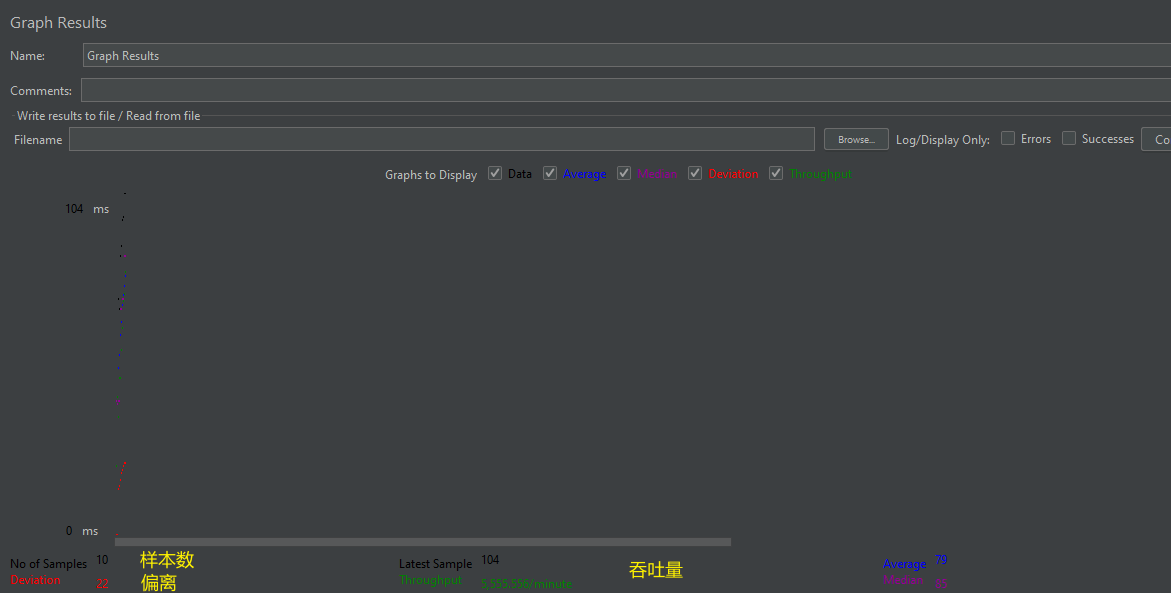 Graph Results
Name: Graph Results
Comments:
Write results to file / Read from file
Filename Browse... Log/Display Only: Errors Successes Co
Graphs to Display Data Average Median Deviation Throughput
104 ms
0 ms
No of Samples 10 样本数 Latest Sample 104 吞吐量 Average 79
Deviation 22 偏离 Throughput 5,555.556/minute Median